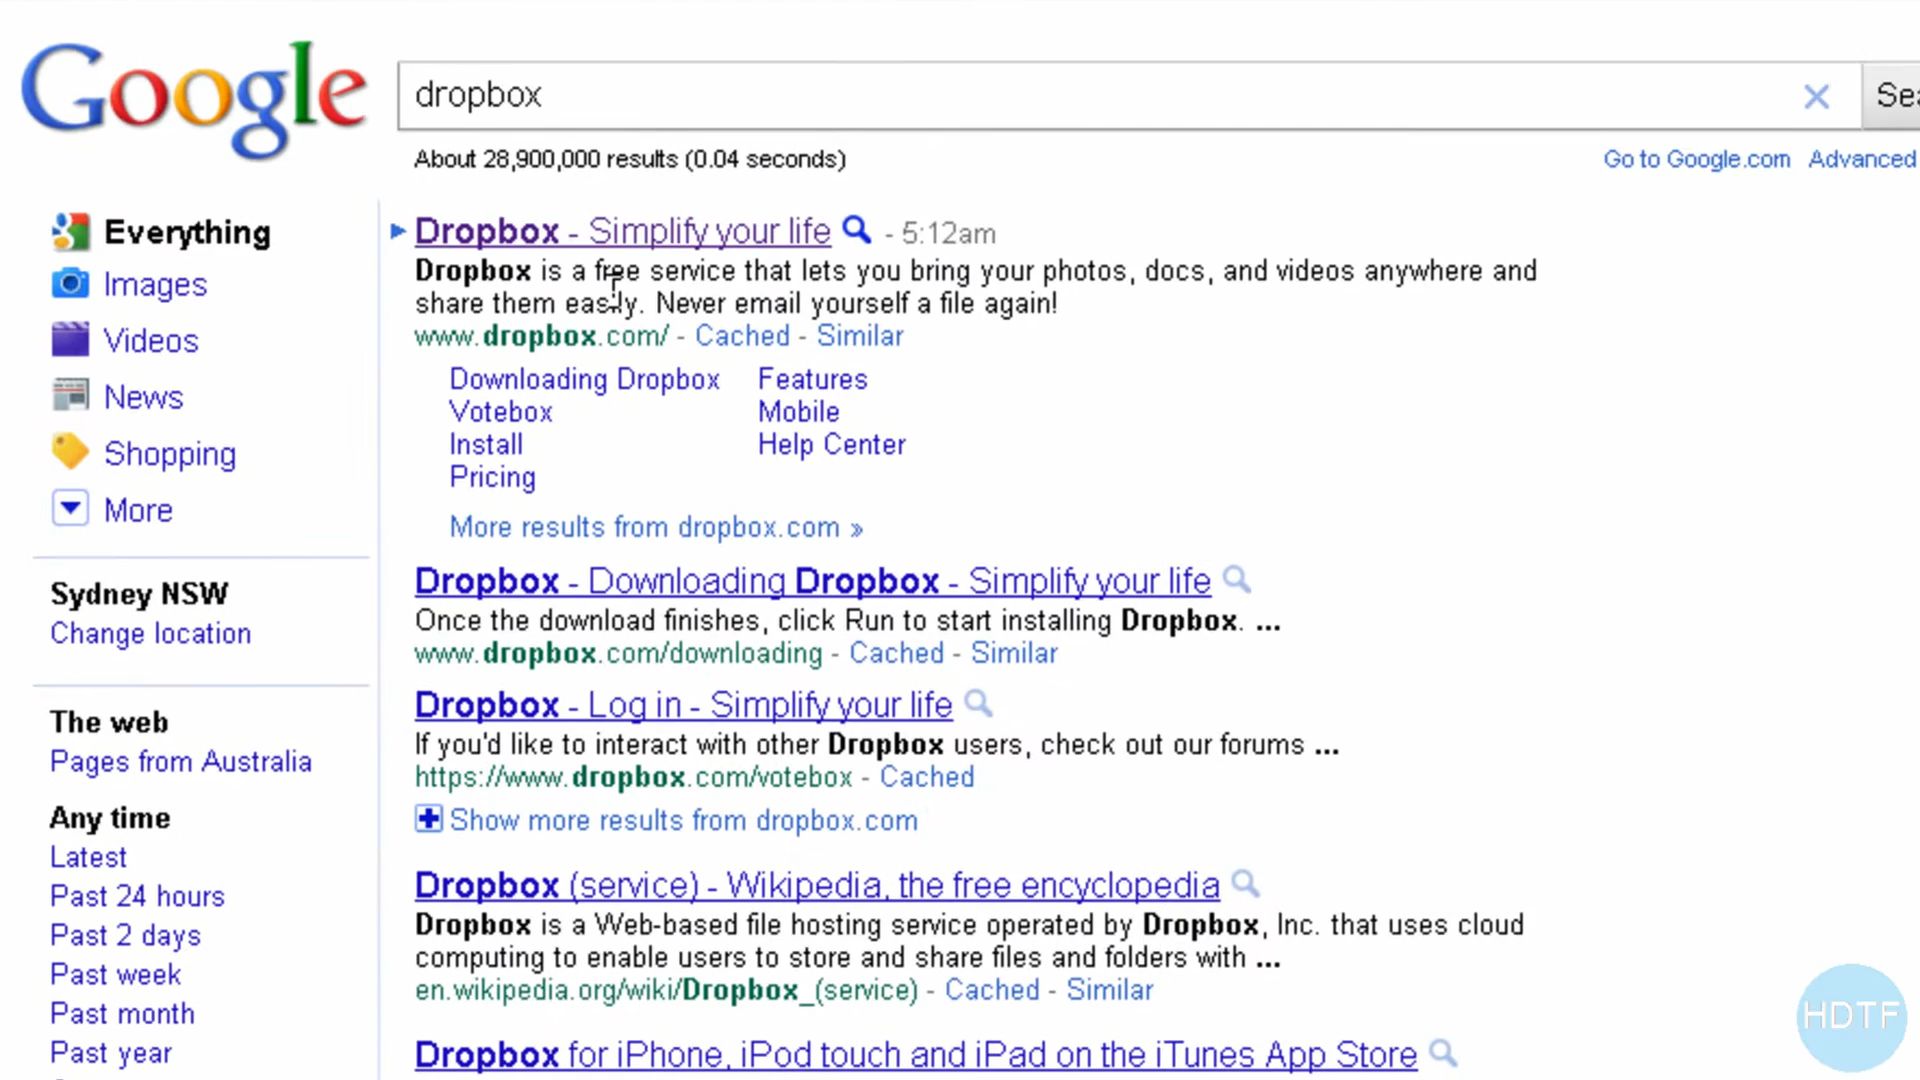 Google
dropbox
Sea
About 28,900,000 results (0.04 seconds)
Go to Google.com Advanced
Everything
Images
Videos
News
Shopping
More
Sydney NSW
Change location
The web
Pages from Australia
Any time
Latest
Past 24 hours
Past 2 days
Past week
Past month
Past year
Dropbox - Simplify your life - 5:12am
Dropbox is a free service that lets you bring your photos, docs, and videos anywhere and
share them easily. Never email yourself a file again!
www.dropbox.com/ - Cached - Similar
Downloading Dropbox Features
Votebox Mobile
Install Help Center
Pricing
More results from dropbox.com »
Dropbox - Downloading Dropbox - Simplify your life
Once the download finishes, click Run to start installing Dropbox. ...
www.dropbox.com/downloading - Cached - Similar
Dropbox - Log in - Simplify your life
If you'd like to interact with other Dropbox users, check out our forums ...
https://www.dropbox.com/votebox - Cached
Show more results from dropbox.com
Dropbox (service) - Wikipedia, the free encyclopedia
Dropbox is a Web-based file hosting service operated by Dropbox, Inc. that uses cloud
computing to enable users to store and share files and folders with ...
en.wikipedia.org/wiki/Dropbox_(service) - Cached - Similar
Dropbox for iPhone, iPod touch and iPad on the iTunes App Store
HDTF